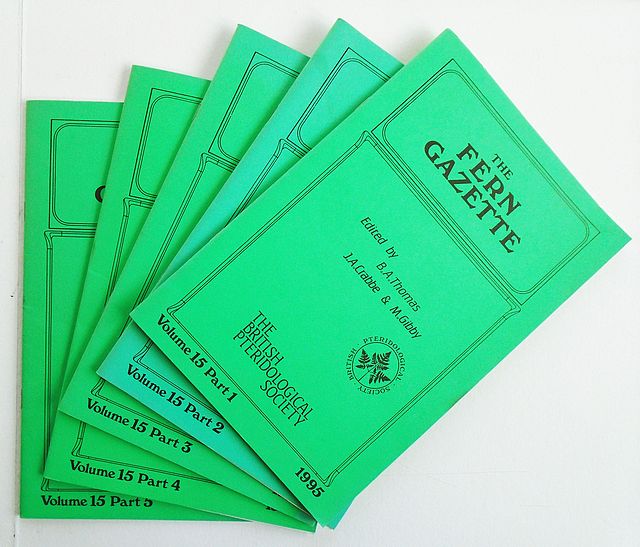 THE
FERN
GAZETTE
Edited by
B.A.Thomas
J.A.Crabbe & M.Gibby
THE
BRITISH
PTERIDOLOGICAL
SOCIETY
BRITISH PTERIDOLOGICAL SOCIETY
Volume 15 Part 1
1995
Volume 15 Part 2
Volume 15 Part 3
Volume 15 Part 4
Volume 15 Part 5